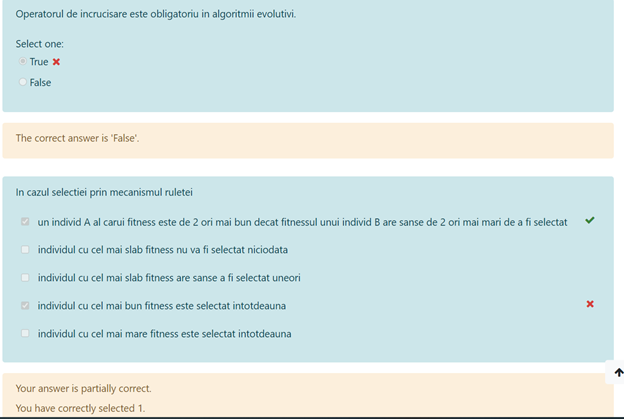 Operatorul de incrucisare este obligatoriu in algoritmii evolutivi.
Select one:
True
False
The correct answer is 'False'.
In cazul selectiei prin mecanismul ruletei
un individ A al carui fitness este de 2 ori mai bun decat fitnessul unui individ B are sanse de 2 ori mai mari de a fi selectat
individul cu cel mai slab fitness nu va fi selectat niciodata
individul cu cel mai slab fitness are sanse a fi selectat uneori
individul cu cel mai bun fitness este selectat intotdeauna
individul cu cel mai mare fitness este selectat intotdeauna
Your answer is partially correct.
You have correctly selected 1.